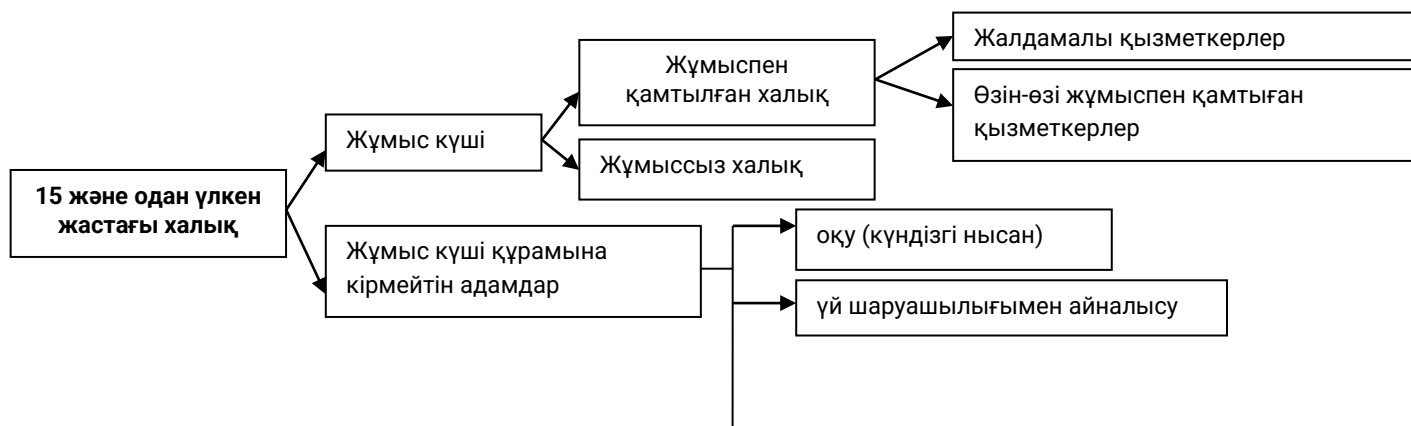 Жалдамалы қызметкерлер
Жұмыспен
қамтылған халық
Өзін-өзі жұмыспен қамтыған
қызметкерлер
Жұмыс күші
Жұмыссыз халық
15 және одан үлкен
жастағы халық
оқу (күндізгі нысан)
Жұмыс күші құрамына
кірмейтін адамдар
үй шаруашылығымен айналысу